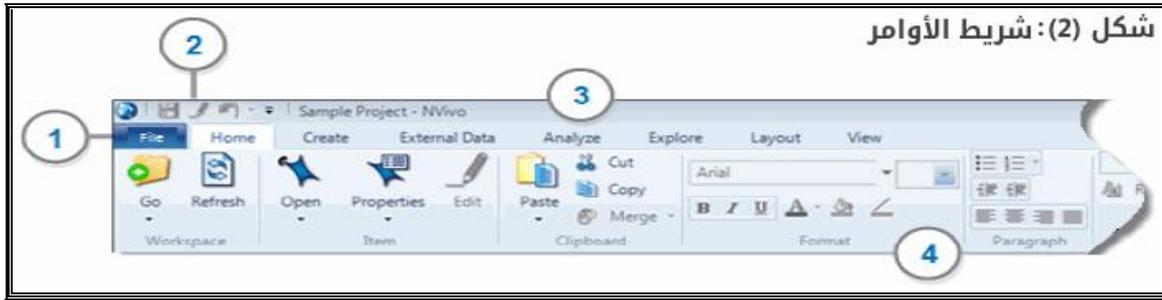 شكل (2): شريط الأوامر
2
3
Sample Project - NVivo
1
File Home Create External Data Analyze Explore Layout View
Go Refresh Open Properties Edit Paste Cut Copy Merge
Arial
B I U A
Workspace Item Clipboard Format Paragraph
4